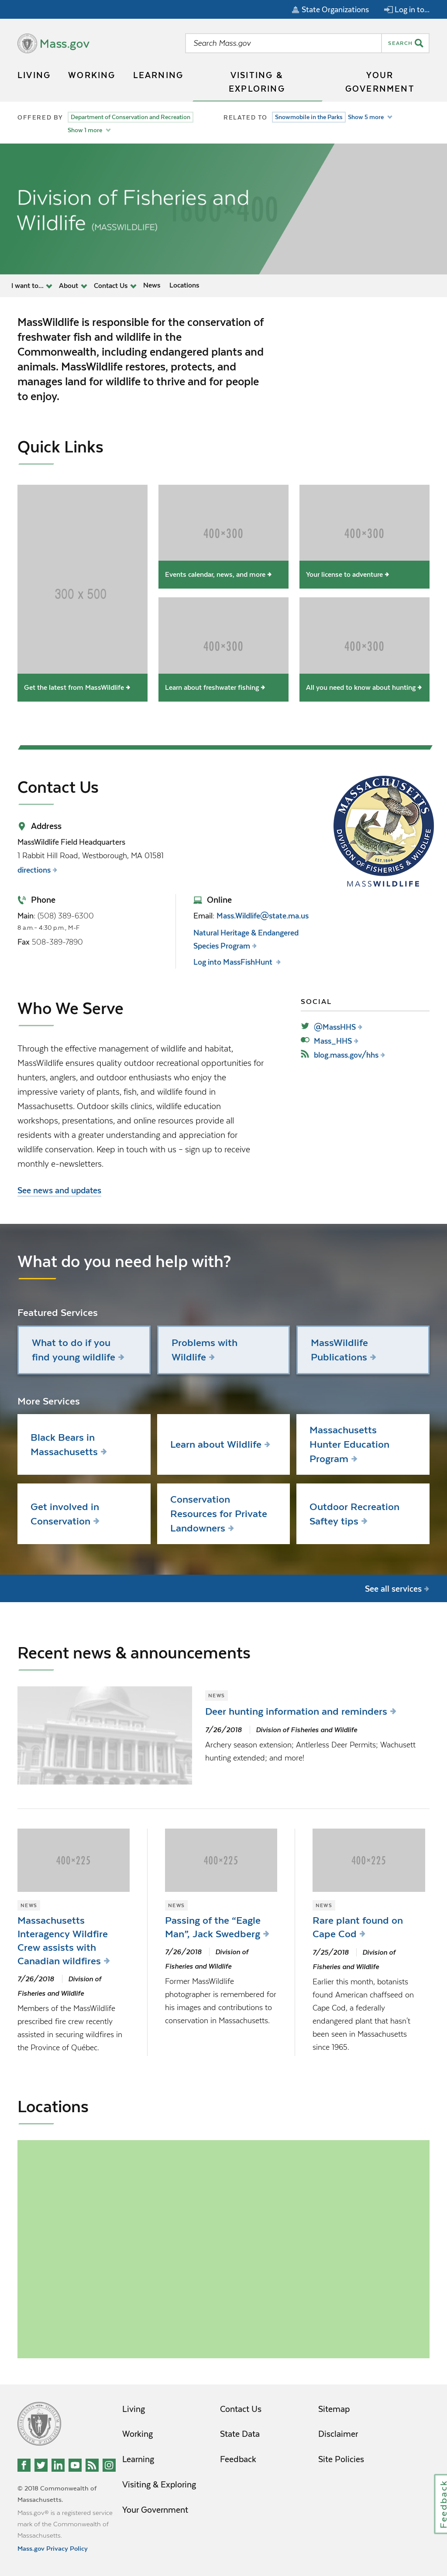 State Organizations
Log in to...
Mass.gov
Search Mass.gov
SEARCH
LIVING
WORKING
LEARNING
VISITING &
EXPLORING
YOUR
GOVERNMENT
OFFERED BY
Department of Conservation and Recreation
Show 1 more
RELATED TO
Snowmobile in the Parks
Show 5 more
Division of Fisheries and
Wildlife (MASSWILDLIFE)
1600×400
I want to...
About
Contact Us
News
Locations
MassWildlife is responsible for the conservation of
freshwater fish and wildlife in the
Commonwealth, including endangered plants and
animals. MassWildlife restores, protects, and
manages land for wildlife to thrive and for people
to enjoy.
Quick Links
300 x 500
Get the latest from MassWildlife
400×300
Events calendar, news, and more
400×300
Your license to adventure
400×300
Learn about freshwater fishing
400×300
All you need to know about hunting
Contact Us
Address
MassWildlife Field Headquarters
1 Rabbit Hill Road, Westborough, MA 01581
directions
MASSACHUSETTS
EST. 1866
DIVISION OF FISHERIES & WILDLIFE
MASSWILDLIFE
Phone
Main: (508) 389-6300
8 a.m - 4:30 p.m., M-F
Fax 508-389-7890
Online
Email: Mass.Wildlife@state.ma.us
Natural Heritage & Endangered
Species Program
Log into MassFishHunt
Who We Serve
Through the effective management of wildlife and habitat,
MassWildlife ensures quality outdoor recreational opportunities
for hunters, anglers, and outdoor enthusiasts who enjoy the
impressive variety of plants, fish, and wildlife found in
Massachusetts. Outdoor skills clinics, wildlife education
workshops, presentations, and online resources provide all
residents with a greater understanding and appreciation for
wildlife conservation. Keep in touch with us – sign up to receive
monthly e-newsletters.
See news and updates
SOCIAL
@MassHHS
Mass_HHS
blog.mass.gov/hhs
What do you need help with?
Featured Services
What to do if you
find young wildlife
Problems with
Wildlife
MassWildlife
Publications
More Services
Black Bears in
Massachusetts
Learn about Wildlife
Massachusetts
Hunter Education
Program
Get involved in
Conservation
Conservation
Resources for Private
Landowners
Outdoor Recreation
Saftey tips
See all services
Recent news & announcements
NEWS
Deer hunting information and reminders
7/26/2018
Division of Fisheries and Wildlife
Archery season extension; Antlerless Deer Permits; Wachusett
hunting extended; and more!
400×225
NEWS
Massachusetts
Interagency Wildfire
Crew assists with
Canadian wildfires
7/26/2018
Division of
Fisheries and Wildlife
Members of the MassWildlife
prescribed fire crew recently
assisted in securing wildfires in
the Province of Québec.
400×225
NEWS
Passing of the “Eagle
Man”, Jack Swedberg
7/26/2018
Division of
Fisheries and Wildlife
Former MassWildlife
photographer is remembered for
his images and contributions to
conservation in Massachusetts.
400×225
NEWS
Rare plant found on
Cape Cod
7/25/2018
Division of
Fisheries and Wildlife
Earlier this month, botanists
found American chaffseed on
Cape Cod, a federally
endangered plant that hasn't
been seen in Massachusetts
since 1965.
Locations
Living
Working
Learning
Visiting & Exploring
Your Government
Contact Us
State Data
Feedback
Sitemap
Disclaimer
Site Policies
© 2018 Commonwealth of
Massachusetts.
Mass.gov® is a registered service
mark of the Commonwealth of
Massachusetts.
Mass.gov Privacy Policy
Feedback